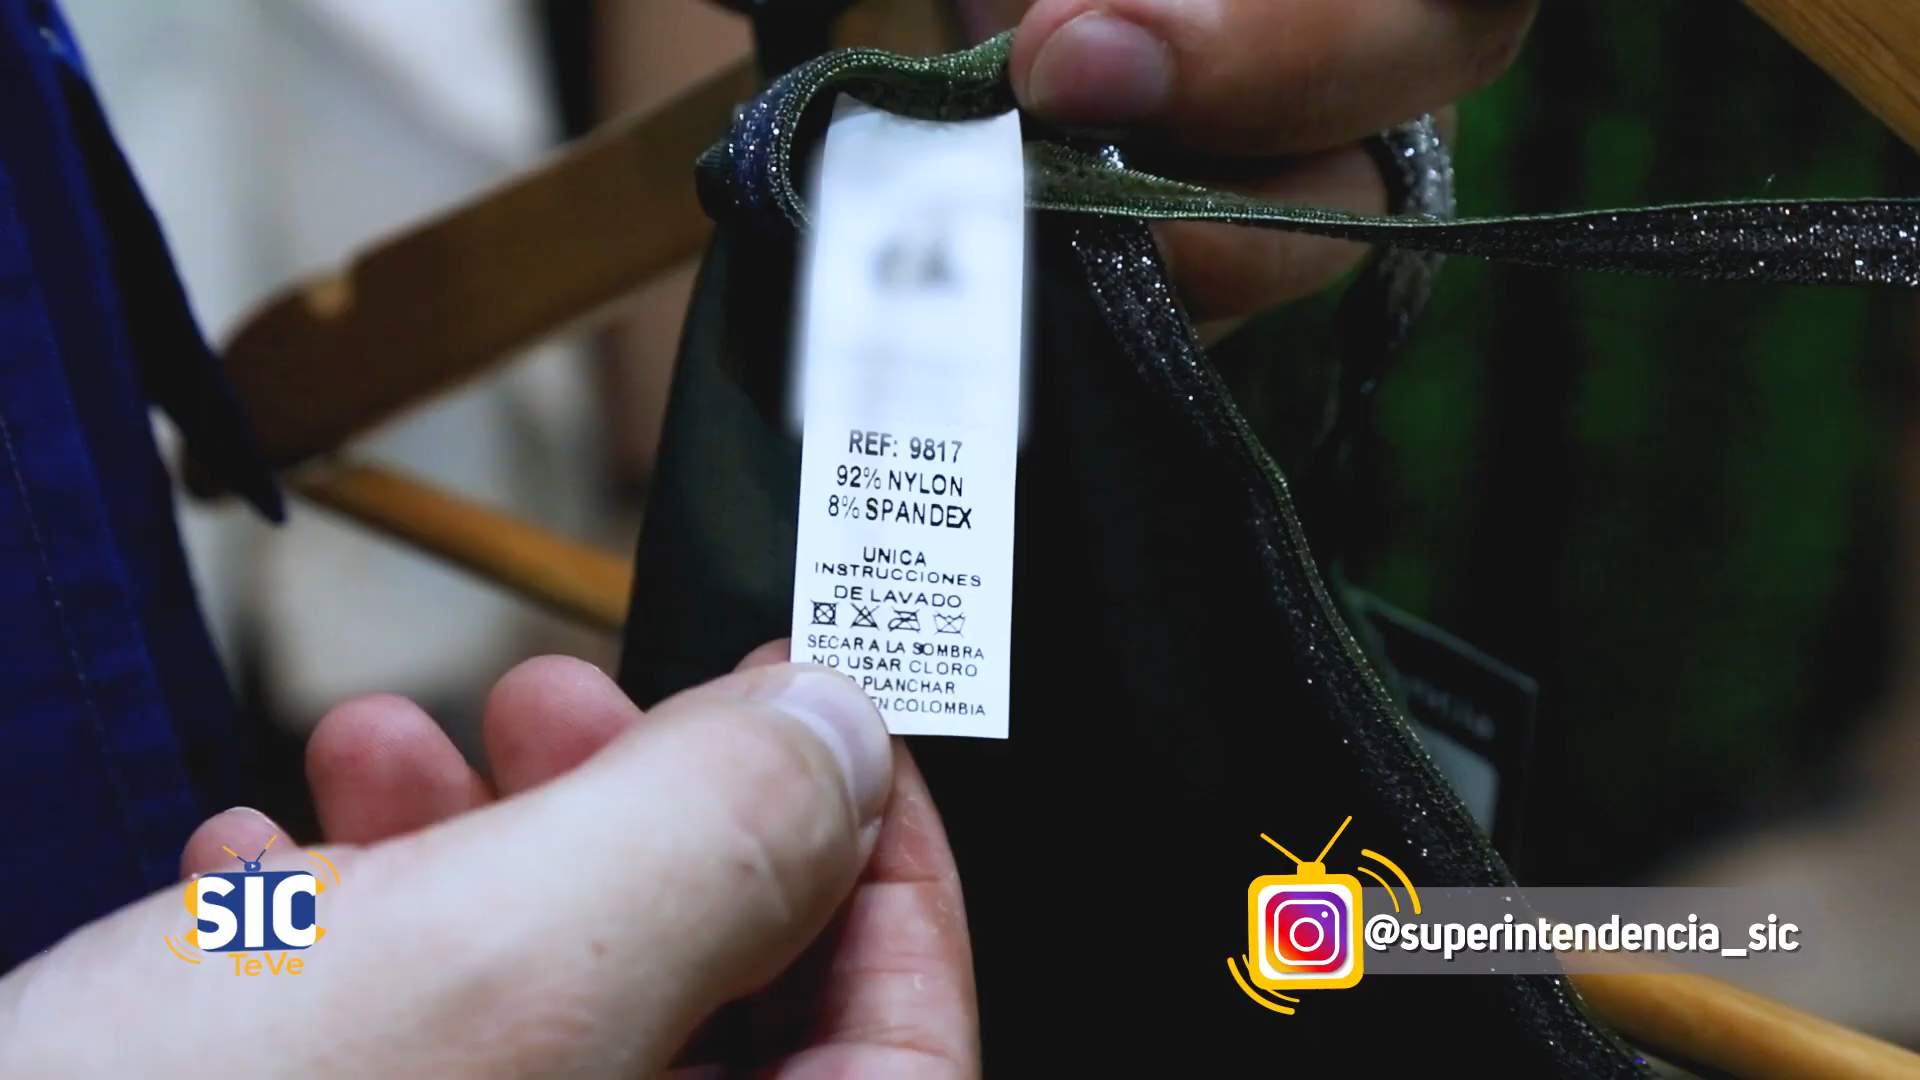 REF: 9817
92% NYLON
8% SPANDEX
UNICA
INSTRUCCIONES
DE LAVADO
SECAR A LA SOMBRA
NO USAR CLORO
PLANCHAR
EN COLOMBIA
SIC
TeVe
@superintendencia_sic